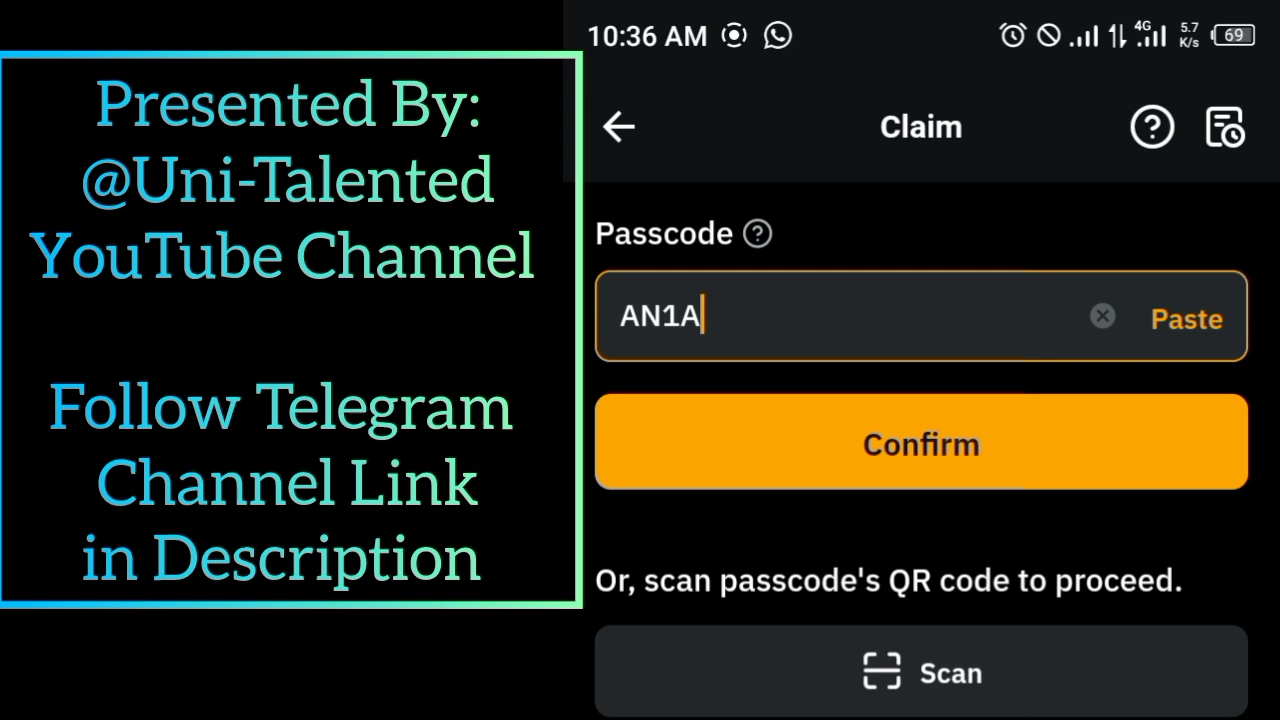 Presented By:
@Uni-Talented
YouTube Channel
Follow Telegram
Channel Link
in Description
10:36 AM
4G
5.7
K/s
69
Claim
Passcode
AN1A
Paste
Confirm
Or, scan passcode's QR code to proceed.
Scan